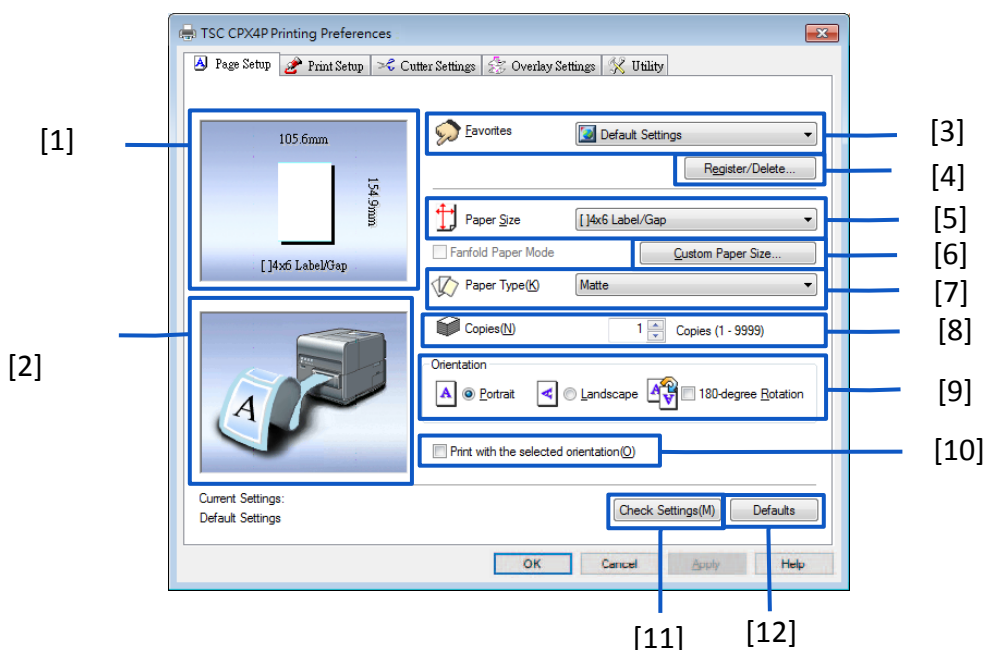 TSC CPX4P Printing Preferences
Page Setup Print Setup Cutter Settings Overlay Settings Utility
[1]
105.6mm
154.9mm
[ ]4x6 Label/Gap
Favorites Default Settings
[3]
Register/Delete...
[4]
Paper Size [ ]4x6 Label/Gap
[5]
Fanfold Paper Mode Custom Paper Size...
[6]
Paper Type(K) Matte
[7]
Copies(N) 1 Copies (1 - 9999)
[8]
[2]
A
Orientation
A Portrait A Landscape A A 180-degree Rotation
[9]
Print with the selected orientation(O)
[10]
Current Settings:
Default Settings
Check Settings(M) Defaults
OK Cancel Apply Help
[11] [12]